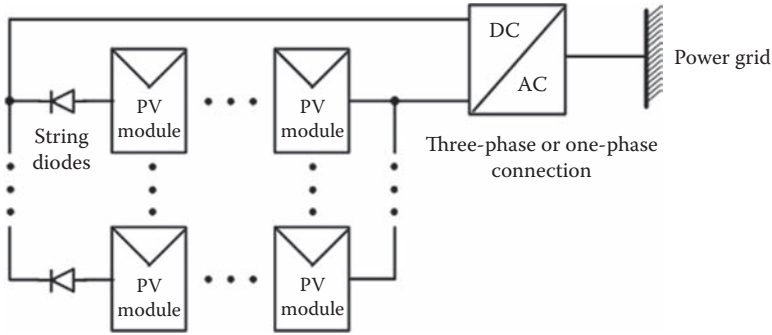 DC
AC
Power grid
PV
module
PV
module
String
diodes
Three-phase or one-phase
connection
PV
module
PV
module